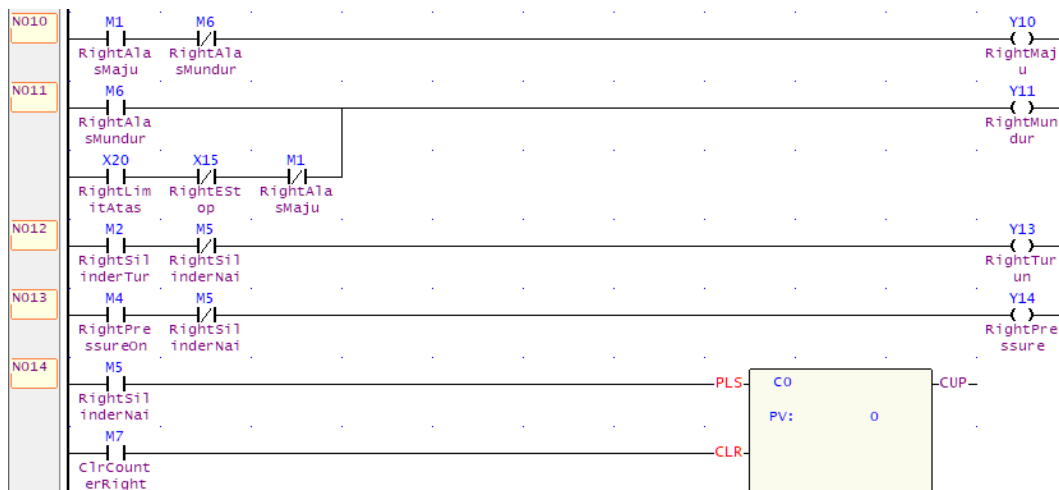 N010 M1 M6 Y10
RightAla RightAla RightMaj
sMaju sMundur u
N011 M6 Y11
RightAla RightMun
sMundur dur
X20 X15 M1
RightLim RightESt RightAla
itAtas op sMaju
N012 M2 M5 Y13
RightSil RightSil RightTur
inderTur inderNai un
N013 M4 M5 Y14
RightPre RightSil RightPre
ssureOn inderNai ssure
N014 M5
PLS C0 CUP
RightSil
inderNai PV: 0
M7
CLR
ClrCount
erRight